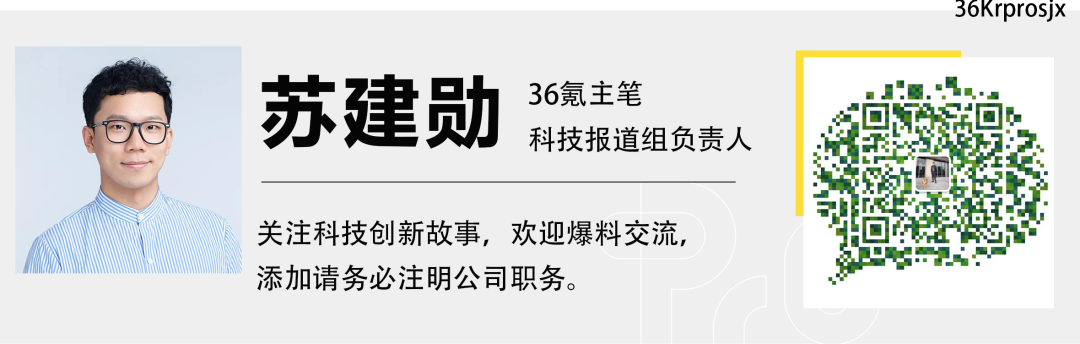 36Krprosjx
苏建勋
36氪主笔
科技报道组负责人
关注科技创新故事，欢迎爆料交流，
添加请务必注明公司职务。
Pro